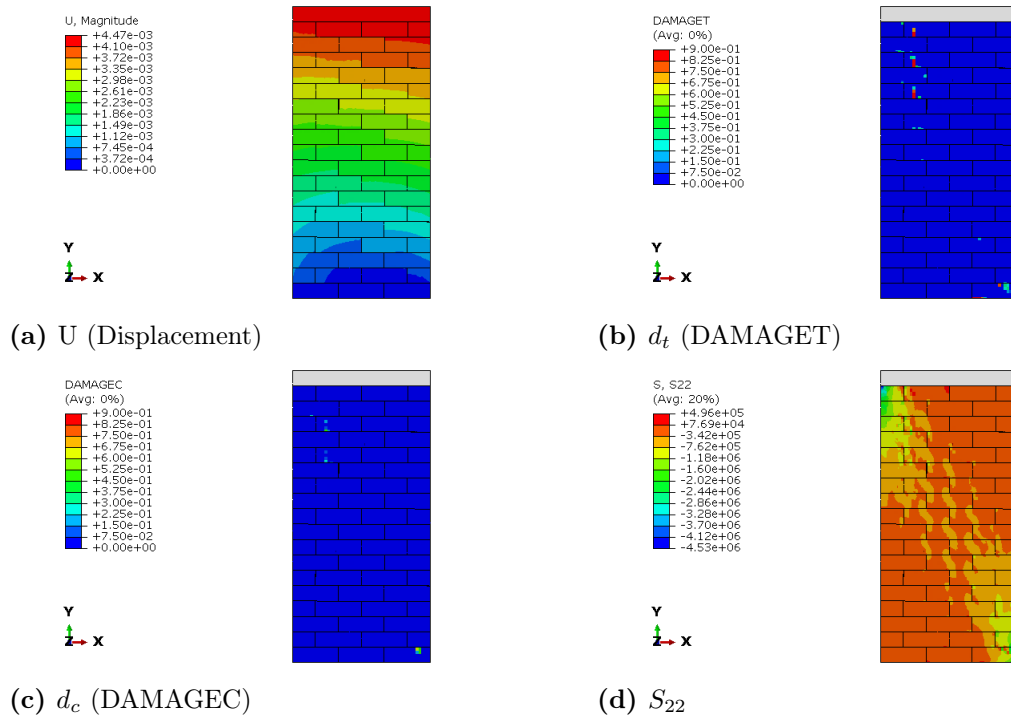 U, Magnitude
+4.47e-03
+4.10e-03
+3.72e-03
+3.35e-03
+2.98e-03
+2.61e-03
+2.23e-03
+1.86e-03
+1.49e-03
+1.12e-03
+7.45e-04
+3.72e-04
+0.00e+00
Y
Z X
(a) U (Displacement)
DAMAGET
(Avg: 0%)
+9.00e-01
+8.25e-01
+7.50e-01
+6.75e-01
+6.00e-01
+5.25e-01
+4.50e-01
+3.75e-01
+3.00e-01
+2.25e-01
+1.50e-01
+7.50e-02
+0.00e+00
Y
Z X
(b) d_t (DAMAGET)
DAMAGEC
(Avg: 0%)
+9.00e-01
+8.25e-01
+7.50e-01
+6.75e-01
+6.00e-01
+5.25e-01
+4.50e-01
+3.75e-01
+3.00e-01
+2.25e-01
+1.50e-01
+7.50e-02
+0.00e+00
Y
Z X
(c) d_c (DAMAGEC)
S, S22
(Avg: 20%)
+4.96e+05
+7.69e+04
-3.42e+05
-7.61e+05
-1.18e+06
-1.60e+06
-2.02e+06
-2.44e+06
-2.86e+06
-3.28e+06
-3.70e+06
-4.12e+06
-4.53e+06
Y
Z X
(d) S_22